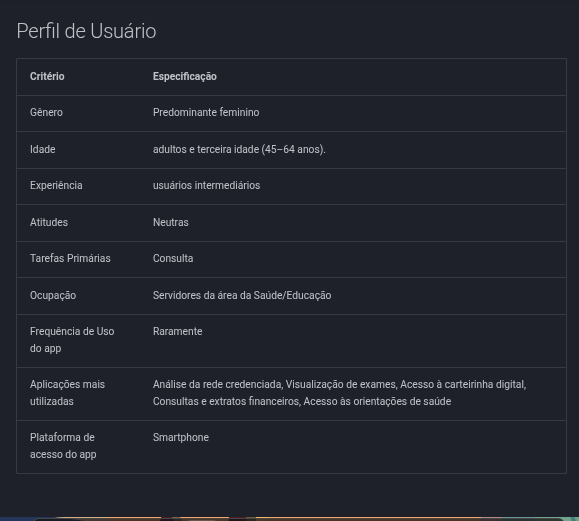 Perfil de Usuário
Critério Especificação
Gênero Predominante feminino
Idade adultos e terceira idade (45–64 anos).
Experiência usuários intermediários
Atitudes Neutras
Tarefas Primárias Consulta
Ocupação Servidores da área da Saúde/Educação
Frequência de Uso Raramente
do app
Aplicações mais Análise da rede credenciada, Visualização de exames, Acesso à carteirinha digital,
utilizadas Consultas e extratos financeiros, Acesso às orientações de saúde
Plataforma de Smartphone
acesso do app